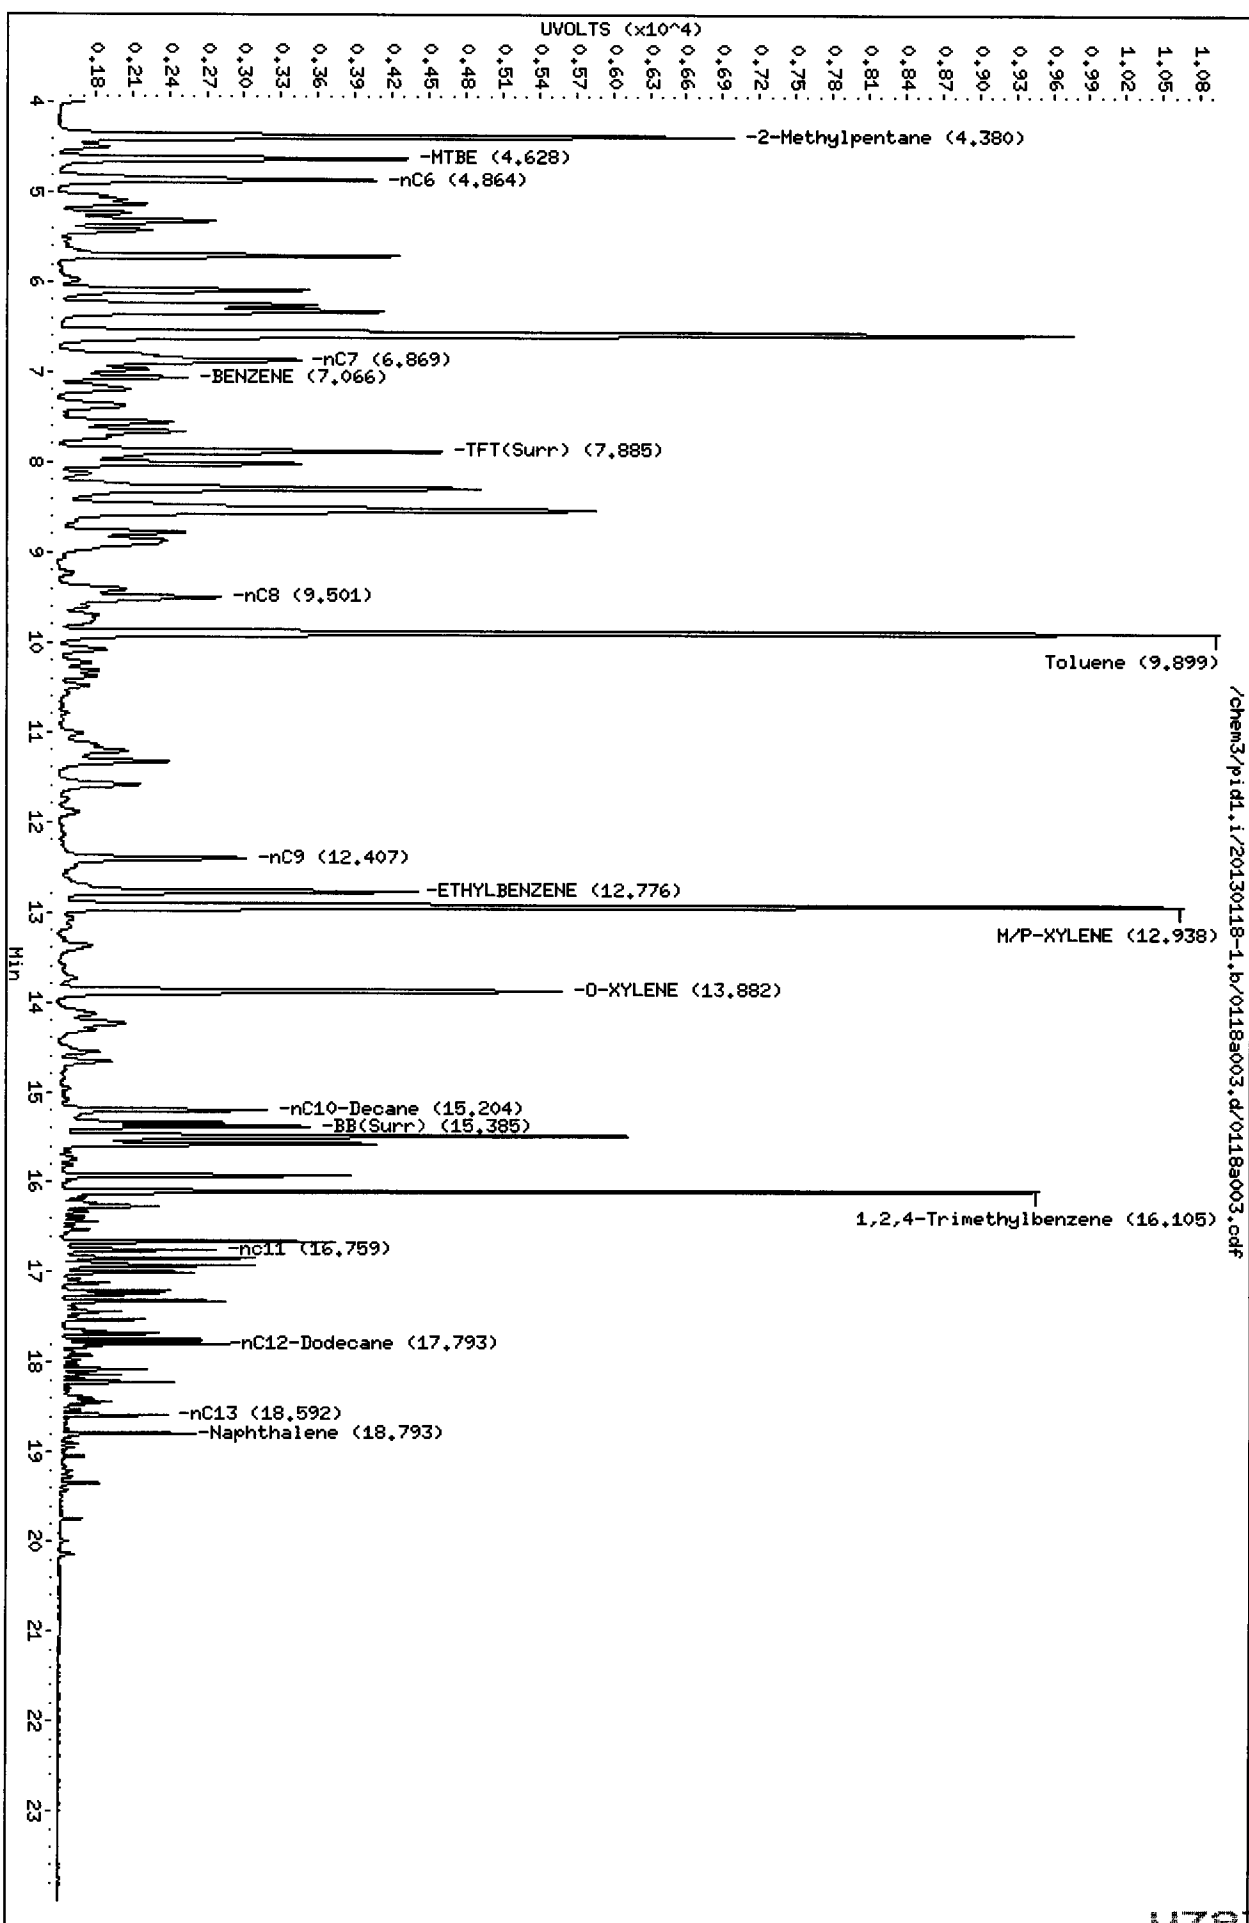 UVOLTS (x10^4)
0.18
0.21
0.24
0.27
0.30
0.33
0.36
0.39
0.42
0.45
0.48
0.51
0.54
0.57
0.60
0.63
0.66
0.69
0.72
0.75
0.78
0.81
0.84
0.87
0.90
0.93
0.96
0.99
1.02
1.05
1.08
/chem3/pid1.i/20130118-1.b/0118a003.d/0118a003.cdf
-2-Methylpentane (4.380)
-MTBE (4.628)
-nC6 (4.864)
-nC7 (6.869)
-BENZENE (7.066)
-TFT(Surr) (7.885)
-nC8 (9.501)
Toluene (9.899)
-nC9 (12.407)
-ETHYLBENZENE (12.776)
M/P-XYLENE (12.938)
-O-XYLENE (13.882)
-nC10-Decane (15.204)
-BB(Surr) (15.385)
1,2,4-Trimethylbenzene (16.105)
-nc11 (16.759)
-nC12-Dodecane (17.793)
-nC13 (18.592)
-Naphthalene (18.793)
4
5
6
7
8
9
10
11
12
13
14
15
16
17
18
19
20
21
22
23
Min